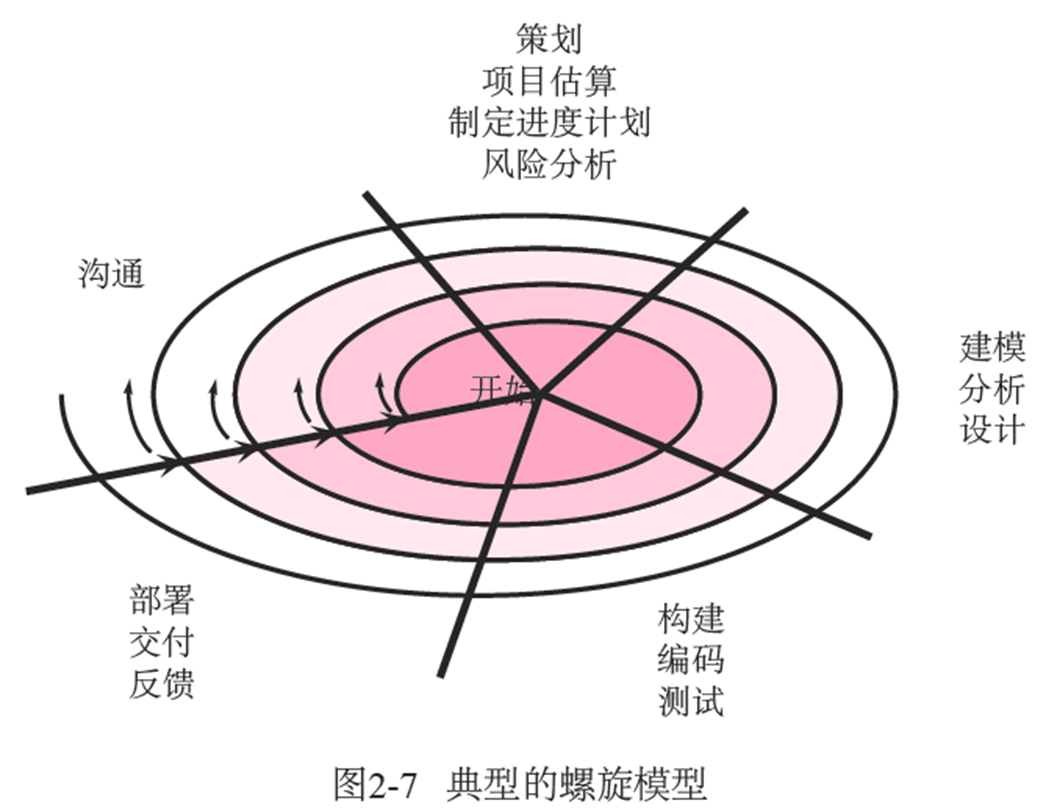 策划
项目估算
制定进度计划
风险分析
沟通
建模
分析
设计
开始
部署
交付
反馈
构建
编码
测试
图2-7 典型的螺旋模型